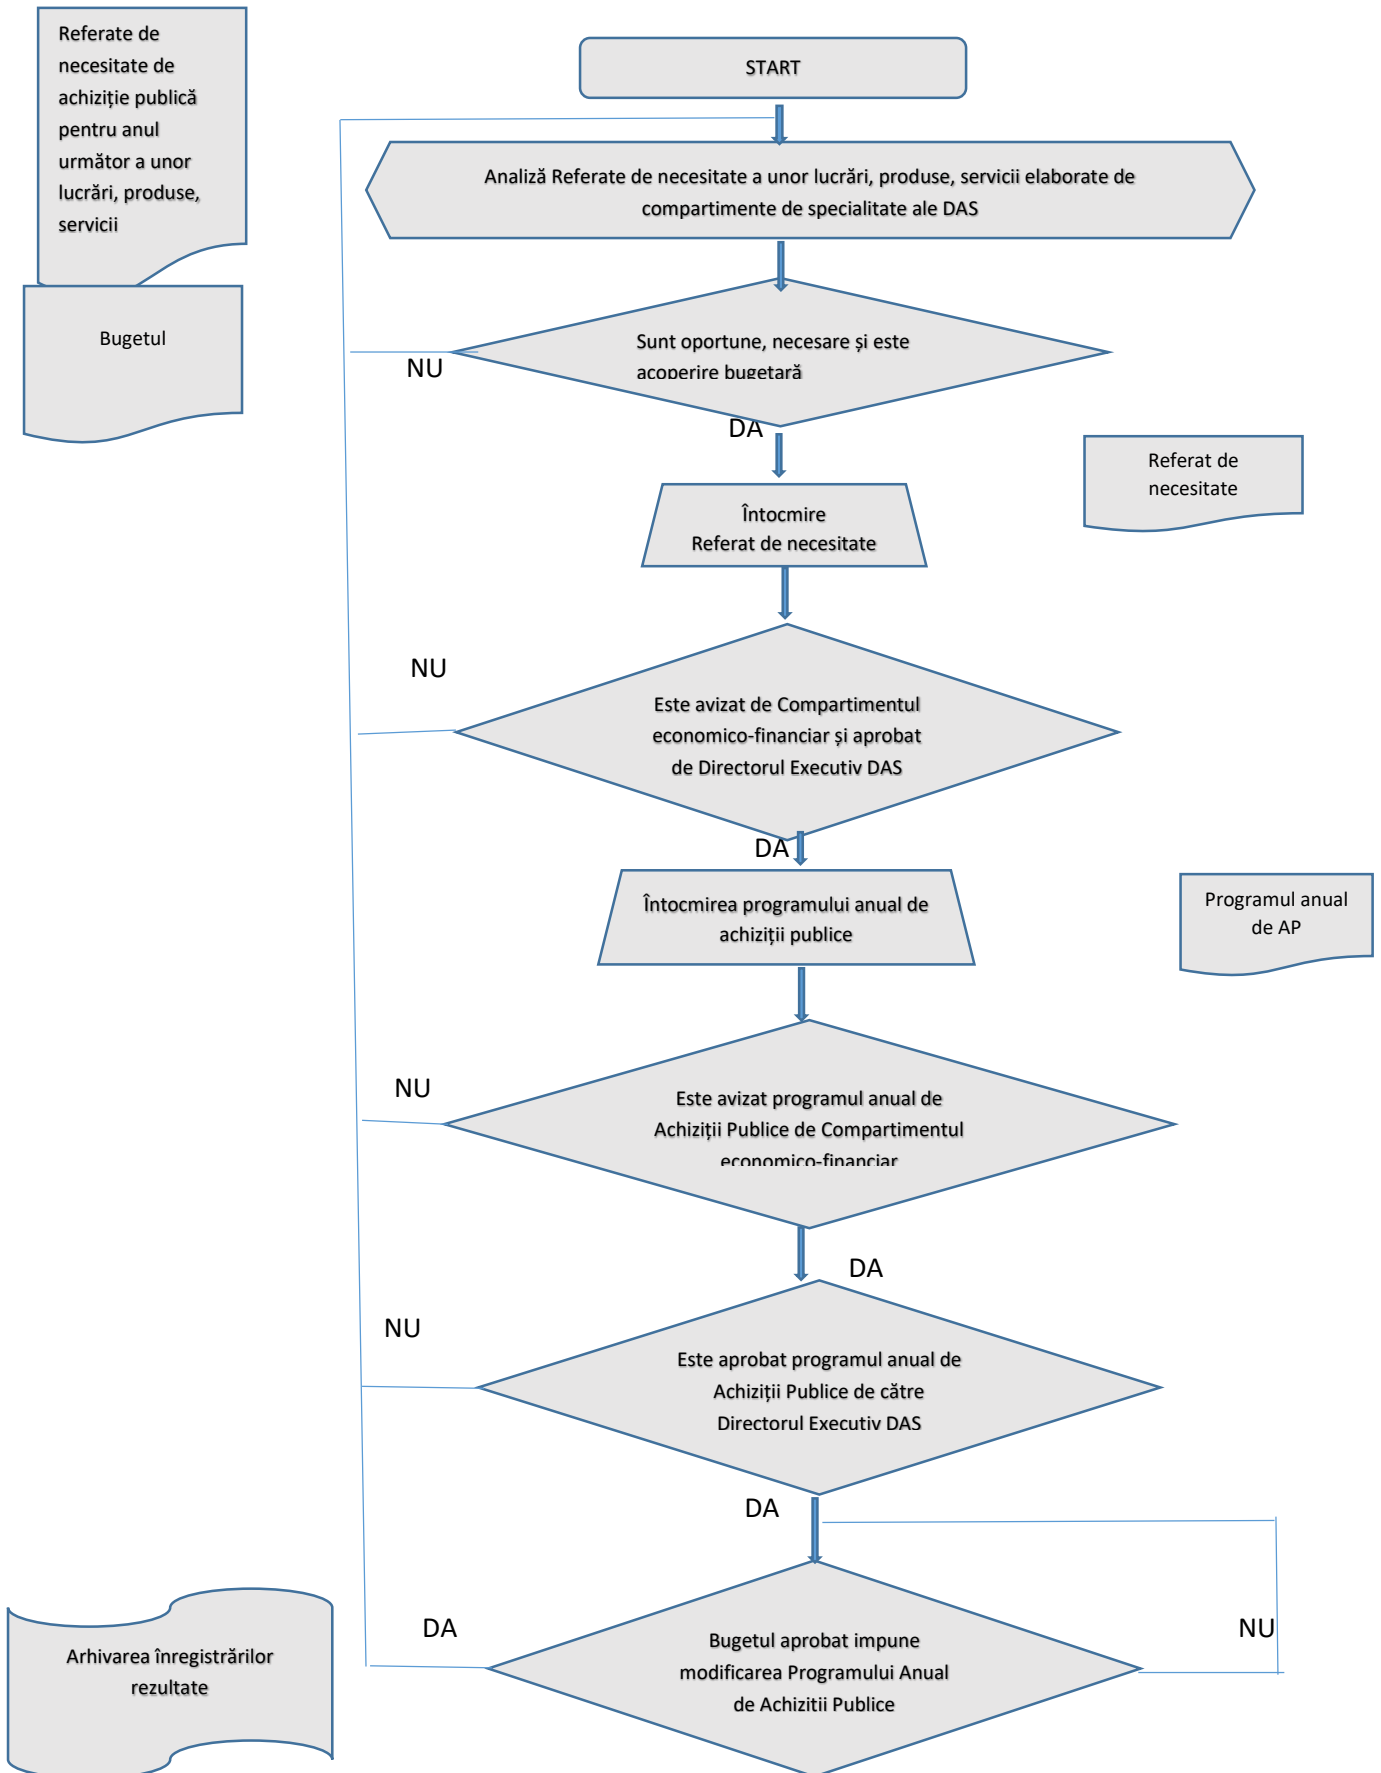 Referate de
necesitate de
achiziție publică
pentru anul
următor a unor
lucrări, produse,
servicii
START
Analiză Referate de necesitate a unor lucrări, produse, servicii elaborate de
compartimente de specialitate ale DAS
Bugetul
Sunt oportune, necesare și este
acoperire bugetară
NU
DA
Referat de
necesitate
Întocmire
Referat de necesitate
NU
Este avizat de Compartimentul
economico-financiar și aprobat
de Directorul Executiv DAS
DA
Întocmirea programului anual de
achiziții publice
Programul anual
de AP
NU
Este avizat programul anual de
Achiziții Publice de Compartimentul
economico-financiar
DA
NU
Este aprobat programul anual de
Achiziții Publice de către
Directorul Executiv DAS
DA
DA
NU
Bugetul aprobat impune
modificarea Programului Anual
de Achizitii Publice
Arhivarea înregistrărilor
rezultate